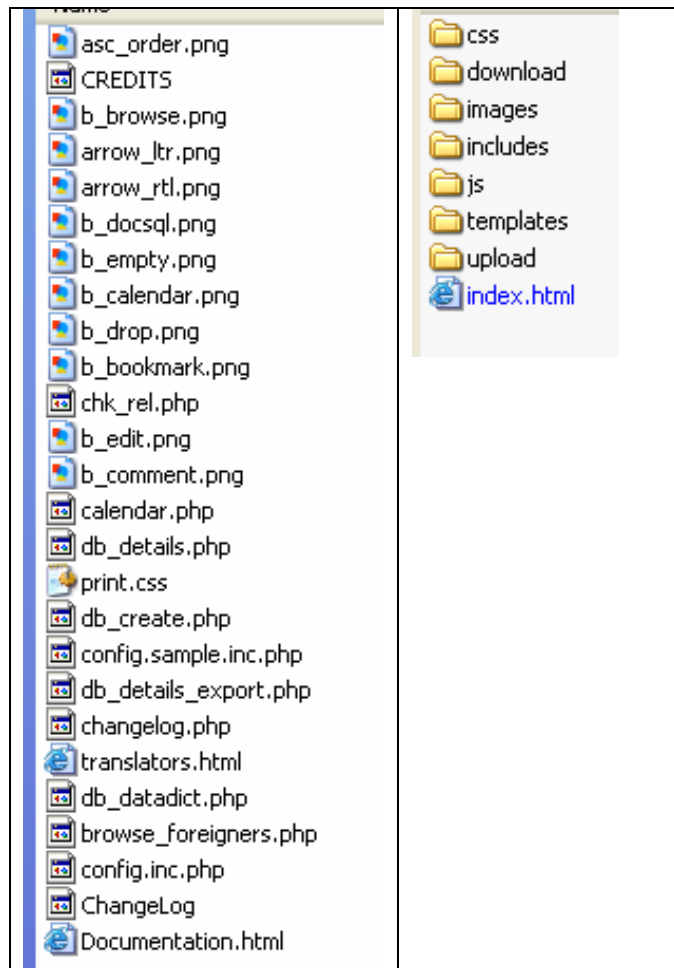 Name
asc_order.png
CREDITS
b_browse.png
arrow_ltr.png
arrow_rtl.png
b_docsql.png
b_empty.png
b_calendar.png
b_drop.png
b_bookmark.png
chk_rel.php
b_edit.png
b_comment.png
calendar.php
db_details.php
print.css
db_create.php
config.sample.inc.php
db_details_export.php
changelog.php
translators.html
db_datadict.php
browse_foreigners.php
config.inc.php
ChangeLog
Documentation.html
css
download
images
includes
js
templates
upload
index.html